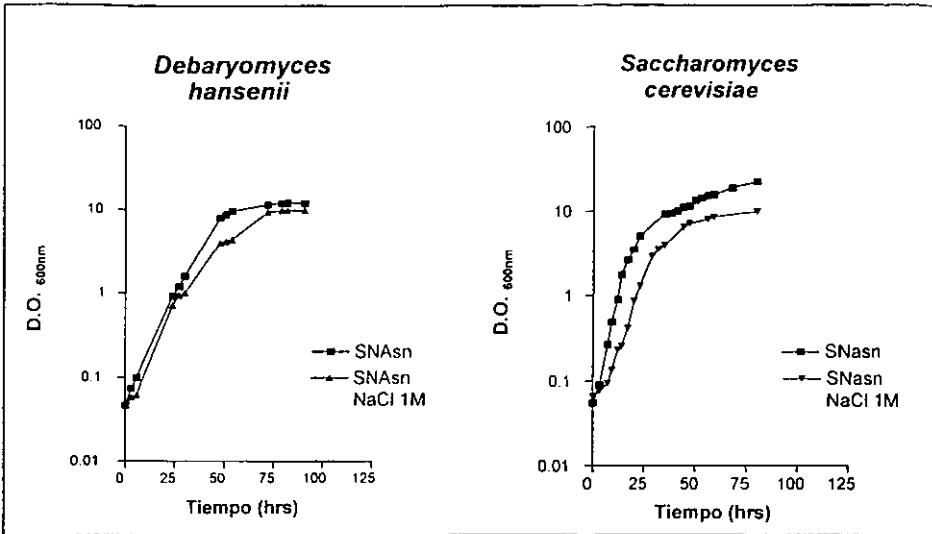 Debaryomyces
hansenii
100
10
1
0.1
0.01
D.O. 600nm
0 25 50 75 100 125
Tiempo (hrs)
SNAsn
SNAsn
NaCl 1M
Saccharomyces
cerevisiae
100
10
1
0.1
0.01
D.O. 600nm
0 25 50 75 100 125
Tiempo (hrs)
SNasn
SNasn
NaCl 1M